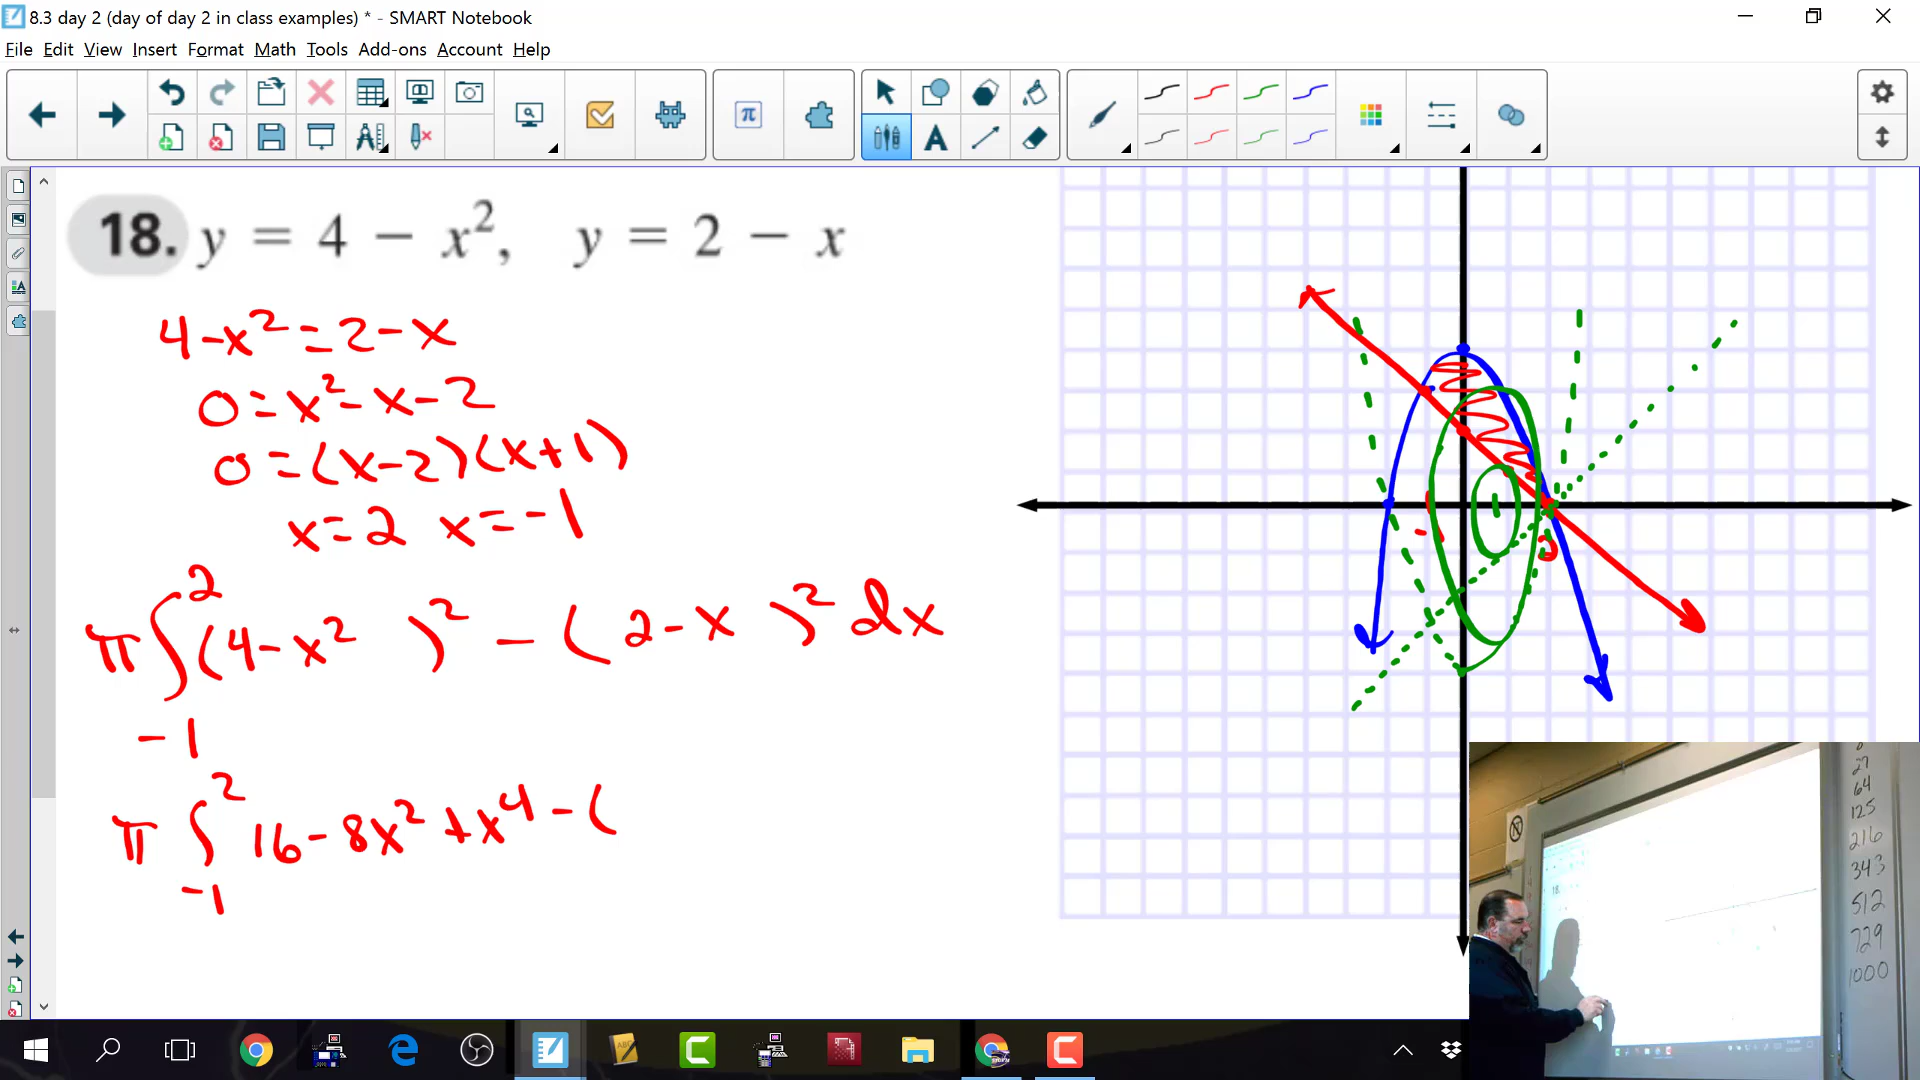 8.3 day 2 (day of day 2 in class examples) * - SMART Notebook
File Edit View Insert Format Math Tools Add-ons Account Help
18. y = 4 − x², y = 2 − x
4-x²=2-x
0=x²-x-2
0=(x-2)(x+1)
x=2 x=-1
π∫₋₁² (4-x² )² - (2-x )² dx
π∫₋₁² 16-8x²+x⁴-(
-1
2
27
64
125
216
343
512
729
1000
18.